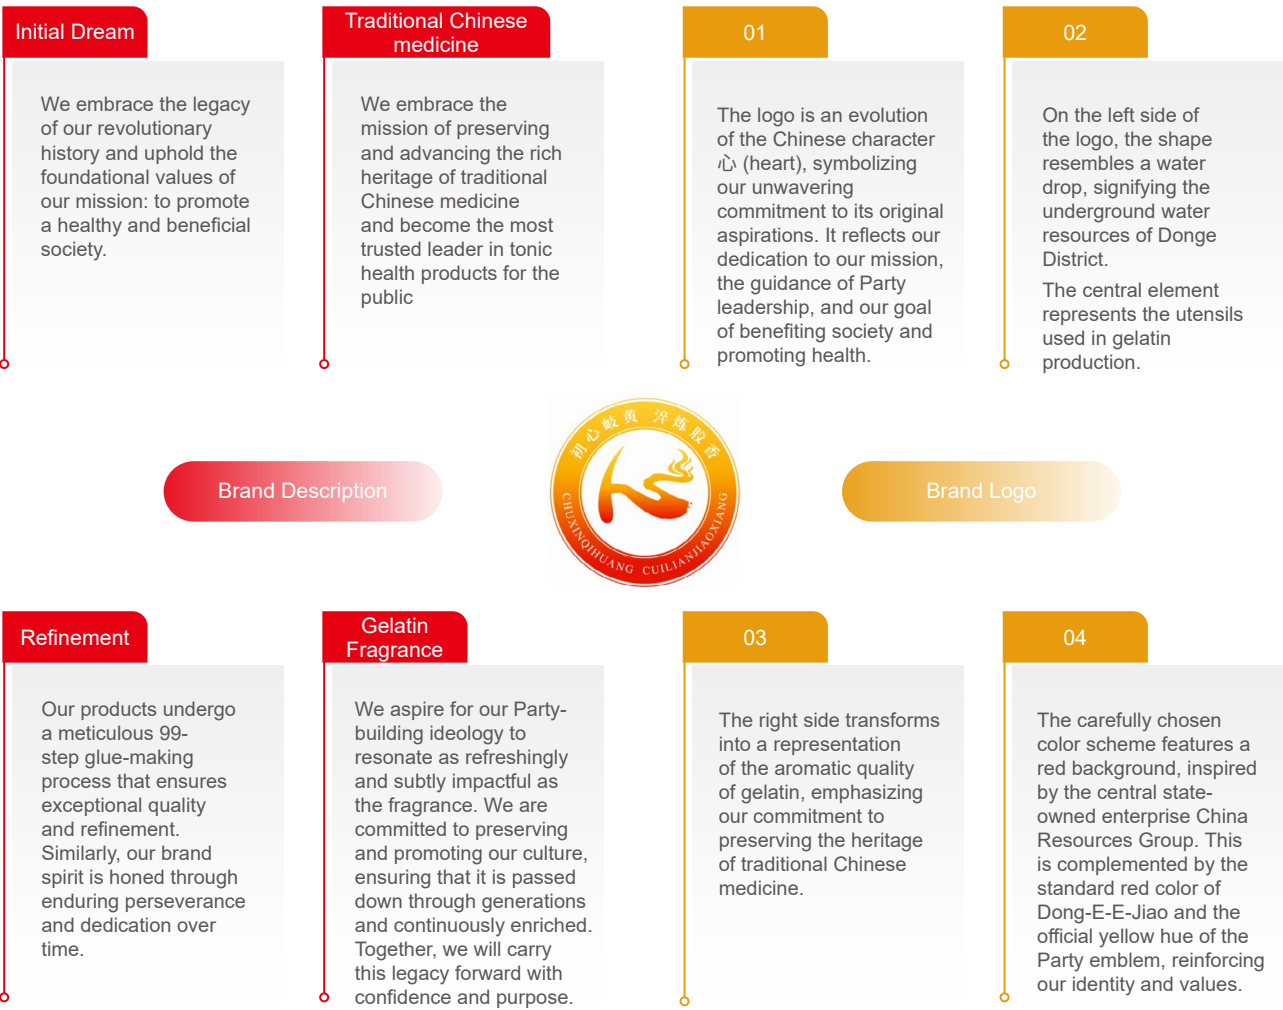 Initial Dream
We embrace the legacy
of our revolutionary
history and uphold the
foundational values of
our mission: to promote
a healthy and beneficial
society.
Traditional Chinese
medicine
We embrace the
mission of preserving
and advancing the rich
heritage of traditional
Chinese medicine
and become the most
trusted leader in tonic
health products for the
public
01
The logo is an evolution
of the Chinese character
心 (heart), symbolizing
our unwavering
commitment to its original
aspirations. It reflects our
dedication to our mission,
the guidance of Party
leadership, and our goal
of benefiting society and
promoting health.
02
On the left side of
the logo, the shape
resembles a water
drop, signifying the
underground water
resources of Donge
District.
The central element
represents the utensils
used in gelatin
production.
Brand Description
初心岐黄 淬炼胶香
CHUXINQIHUANG CUILIANJIAOXIANG
Brand Logo
Refinement
Our products undergo
a meticulous 99-
step glue-making
process that ensures
exceptional quality
and refinement.
Similarly, our brand
spirit is honed through
enduring perseverance
and dedication over
time.
Gelatin
Fragrance
We aspire for our Party-
building ideology to
resonate as refreshingly
and subtly impactful as
the fragrance. We are
committed to preserving
and promoting our culture,
ensuring that it is passed
down through generations
and continuously enriched.
Together, we will carry
this legacy forward with
confidence and purpose.
03
The right side transforms
into a representation
of the aromatic quality
of gelatin, emphasizing
our commitment to
preserving the heritage
of traditional Chinese
medicine.
04
The carefully chosen
color scheme features a
red background, inspired
by the central state-
owned enterprise China
Resources Group. This
is complemented by the
standard red color of
Dong-E-E-Jiao and the
official yellow hue of the
Party emblem, reinforcing
our identity and values.